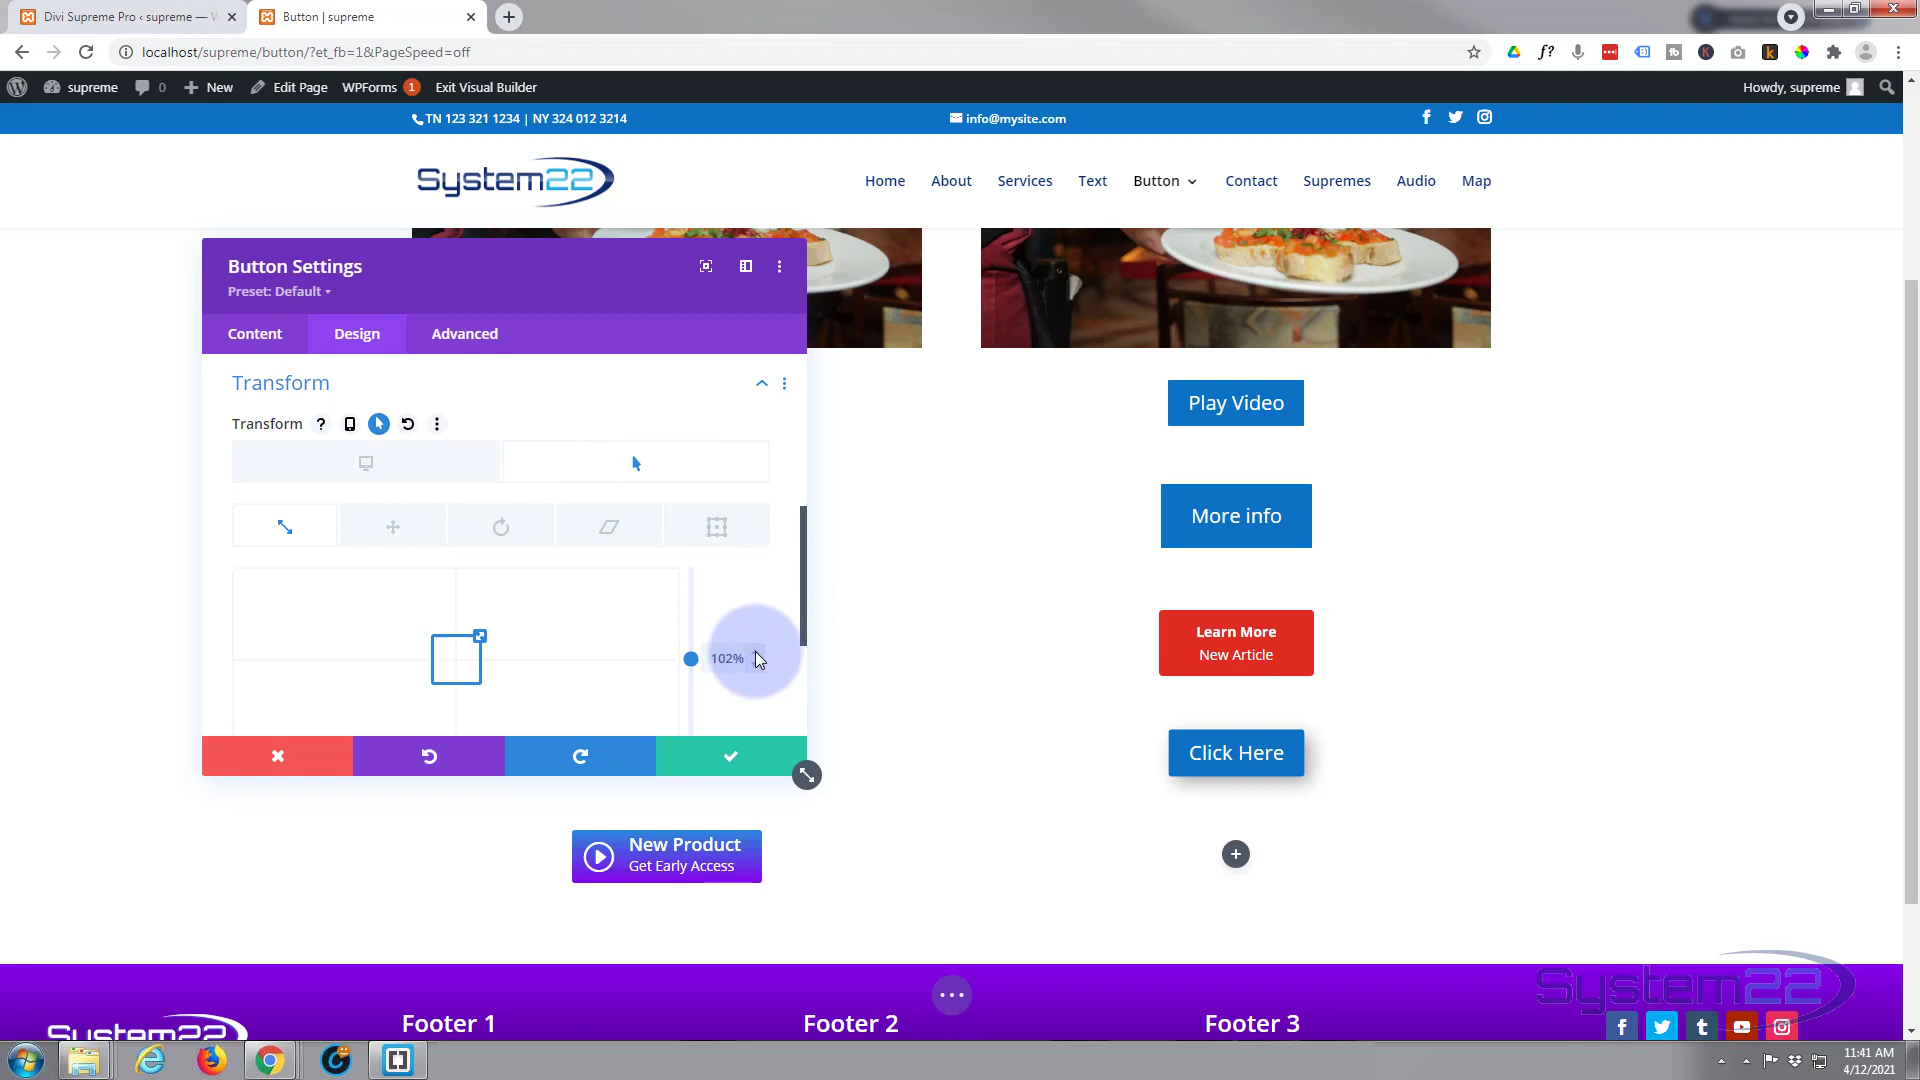 Divi Supreme Pro ‹ supreme — W
Button | supreme
localhost/supreme/button/?et_fb=1&PageSpeed=off
supreme
0
New
Edit Page
WPForms 1
Exit Visual Builder
Howdy, supreme
TN 123 321 1234 | NY 324 012 3214
info@mysite.com
System22
Home
About
Services
Text
Button
Contact
Supremes
Audio
Map
Button Settings
Preset: Default
Content
Design
Advanced
Transform
Transform
102%
Play Video
More info
Learn More
New Article
Click Here
New Product
Get Early Access
System22
System22
Footer 1
Footer 2
Footer 3
11:41 AM
4/12/2021